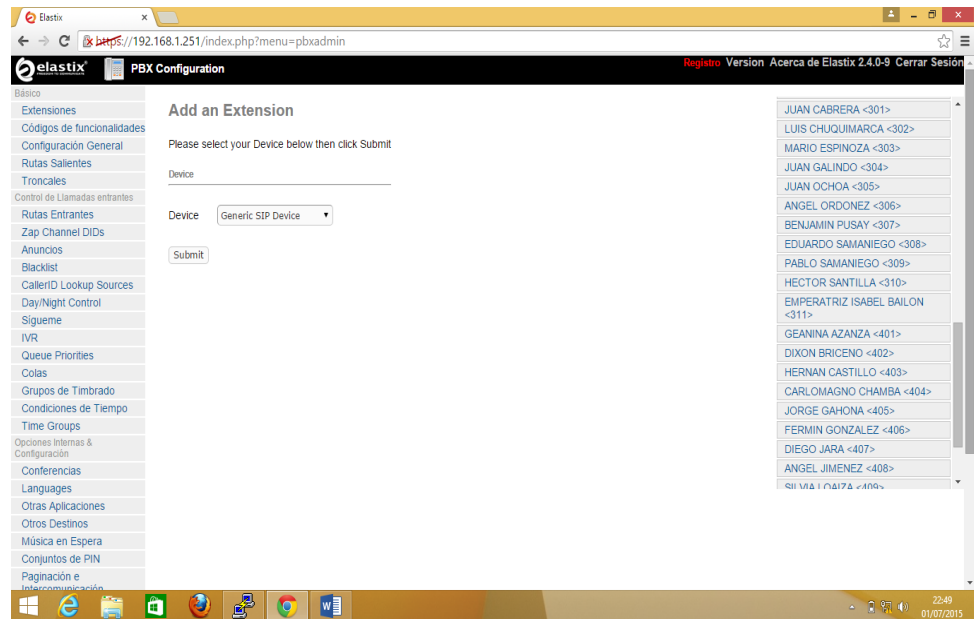 Elastix
https://192.168.1.251/index.php?menu=pbxadmin
elastix
PBX Configuration
Registro Version Acerca de Elastix 2.4.0-9 Cerrar Sesión
Básico
Extensiones
Códigos de funcionalidades
Configuración General
Rutas Salientes
Troncales
Control de Llamadas entrantes
Rutas Entrantes
Zap Channel DIDs
Anuncios
Blacklist
CallerID Lookup Sources
Day/Night Control
Sígueme
IVR
Queue Priorities
Colas
Grupos de Timbrado
Condiciones de Tiempo
Time Groups
Opciones Internas &
Configuración
Conferencias
Languages
Otras Aplicaciones
Otros Destinos
Música en Espera
Conjuntos de PIN
Paginación e
Intercomunicación
Add an Extension
Please select your Device below then click Submit
Device
Device Generic SIP Device
Submit
JUAN CABRERA <301>
LUIS CHUQUIMARCA <302>
MARIO ESPINOZA <303>
JUAN GALINDO <304>
JUAN OCHOA <305>
ANGEL ORDONEZ <306>
BENJAMIN PUSAY <307>
EDUARDO SAMANIEGO <308>
PABLO SAMANIEGO <309>
HECTOR SANTILLA <310>
EMPERATRIZ ISABEL BAILON
<311>
GEANINA AZANZA <401>
DIXON BRICENO <402>
HERNAN CASTILLO <403>
CARLOMAGNO CHAMBA <404>
JORGE GAHONA <405>
FERMIN GONZALEZ <406>
DIEGO JARA <407>
ANGEL JIMENEZ <408>
SILVIA LOAIZA <409>
22:49
01/07/2015